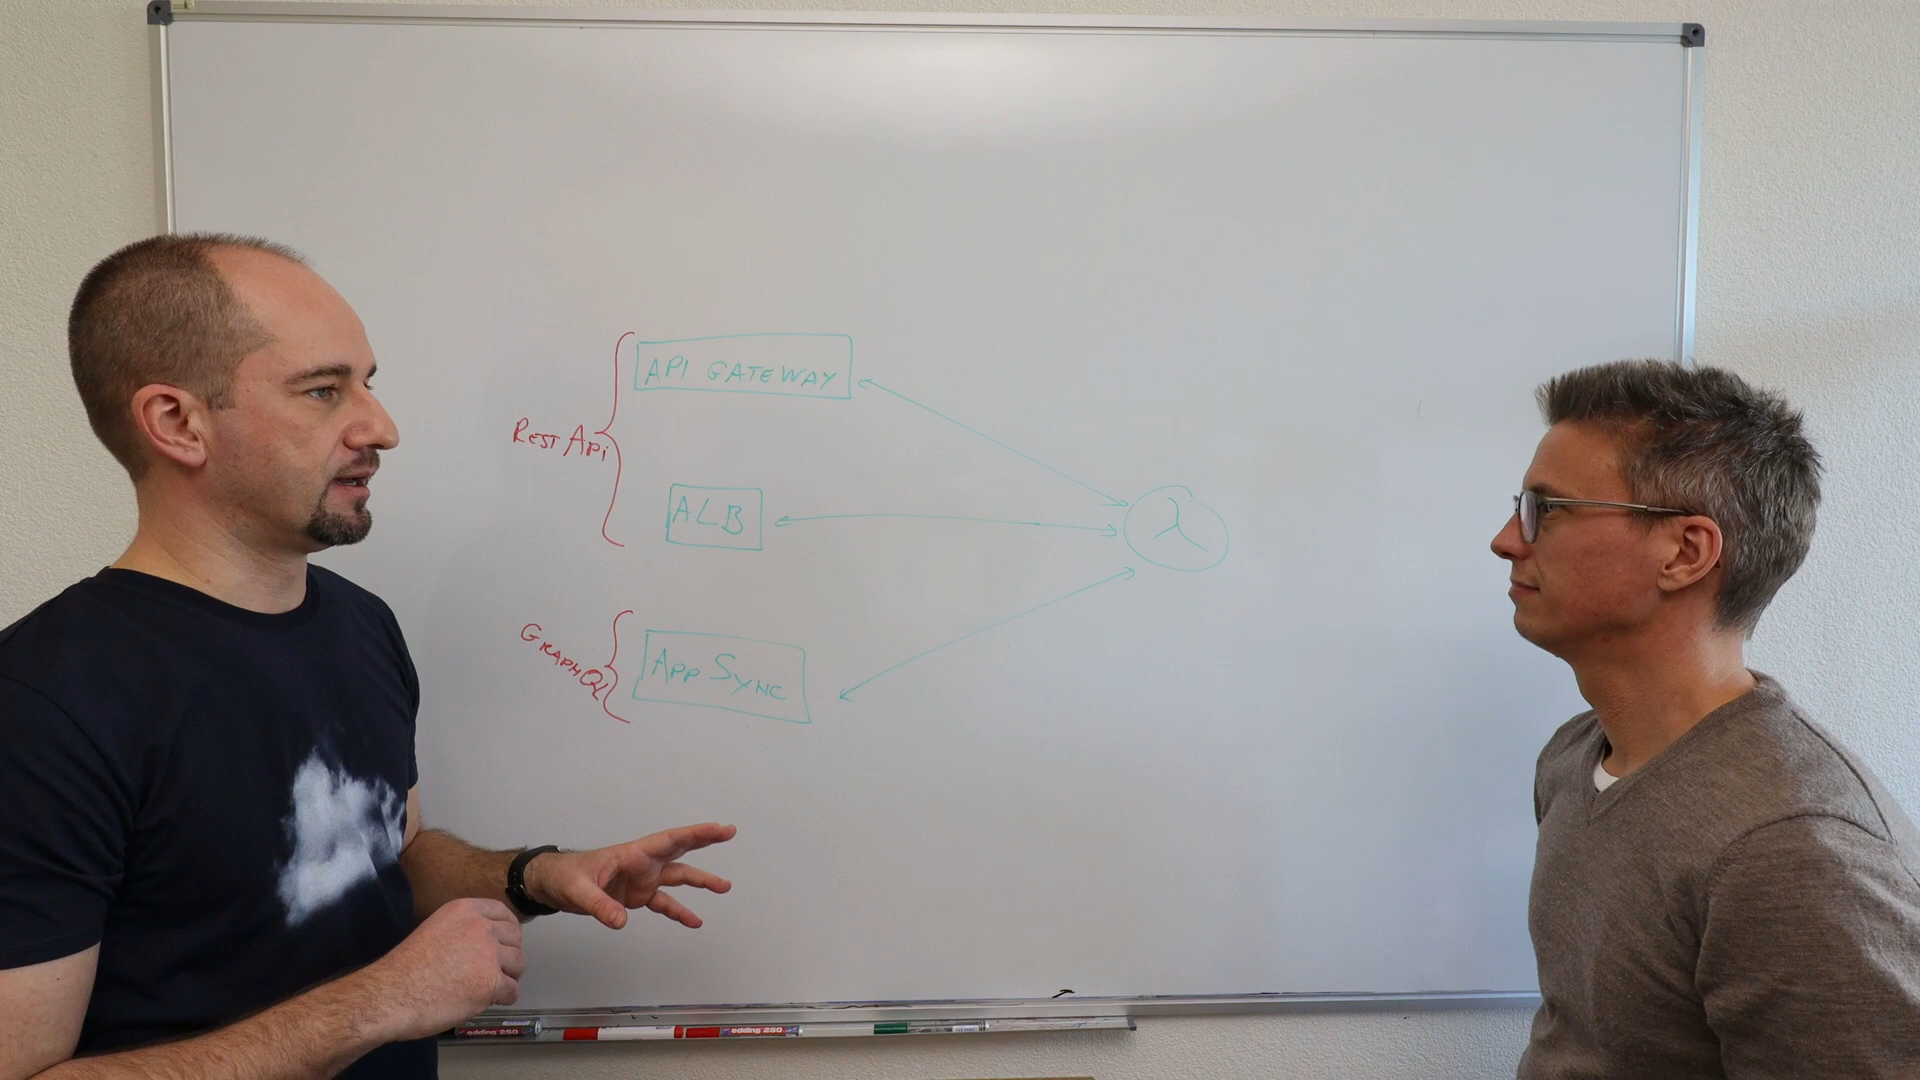 API GATEWAY
REST Api
ALB
λ
GRAPHQL
APP SYNC
edding 250
edding 250